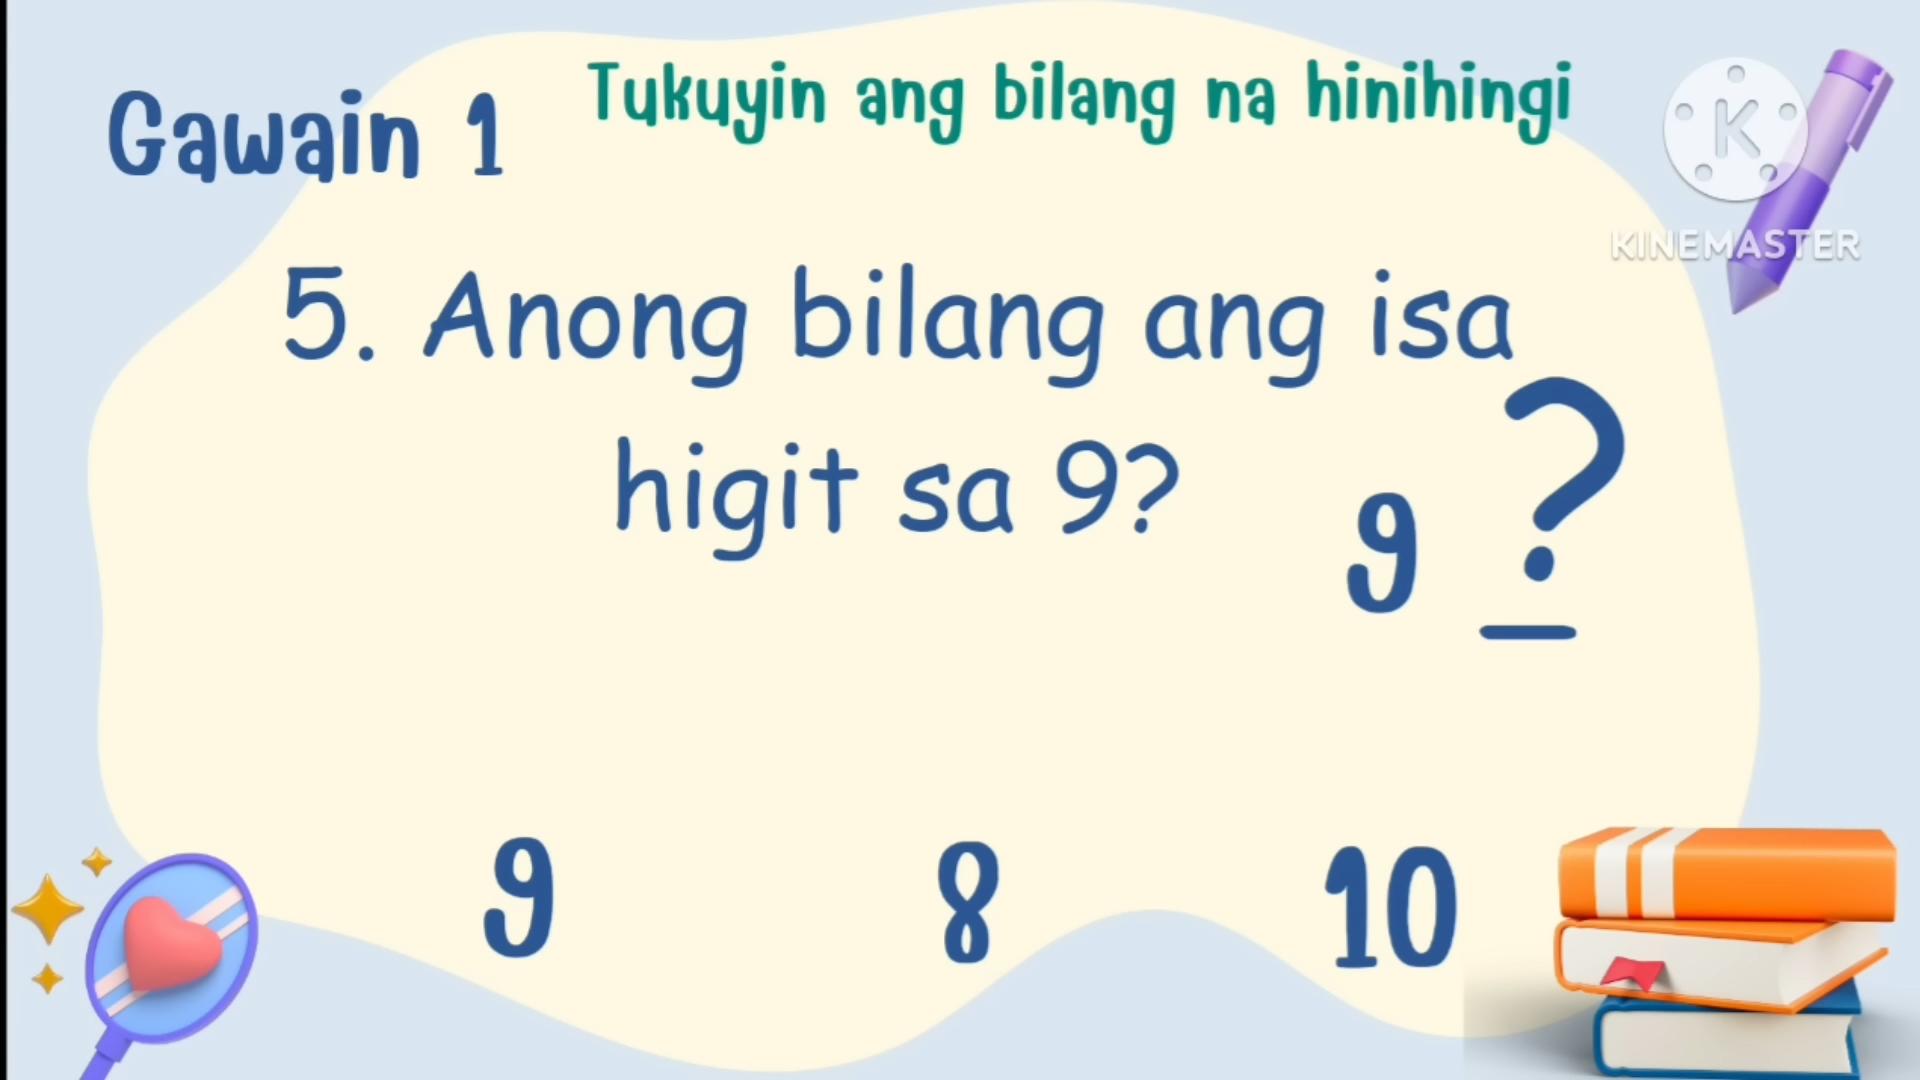 Gawain 1
Tukuyin ang bilang na hinihingi
K
KINEMASTER
5. Anong bilang ang isa
higit sa 9?
9 ?
9 8 10